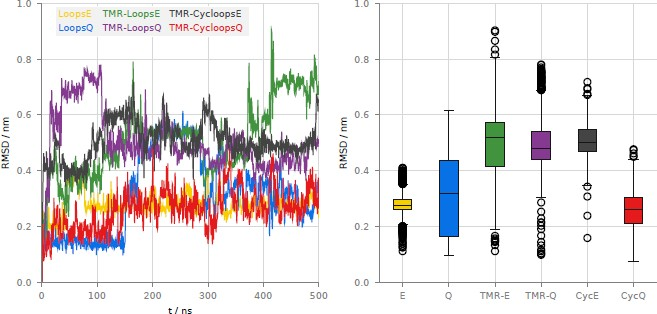 LoopsE TMR-LoopsE TMR-CycloopsE
LoopsQ TMR-LoopsQ TMR-CycloopsQ
RMSD / nm
1.0
0.8
0.6
0.4
0.2
0.0
0 100 200 300 400 500
t / ns
RMSD / nm
1.0
0.8
0.6
0.4
0.2
0.0
E Q TMR-E TMR-Q CycE CycQ